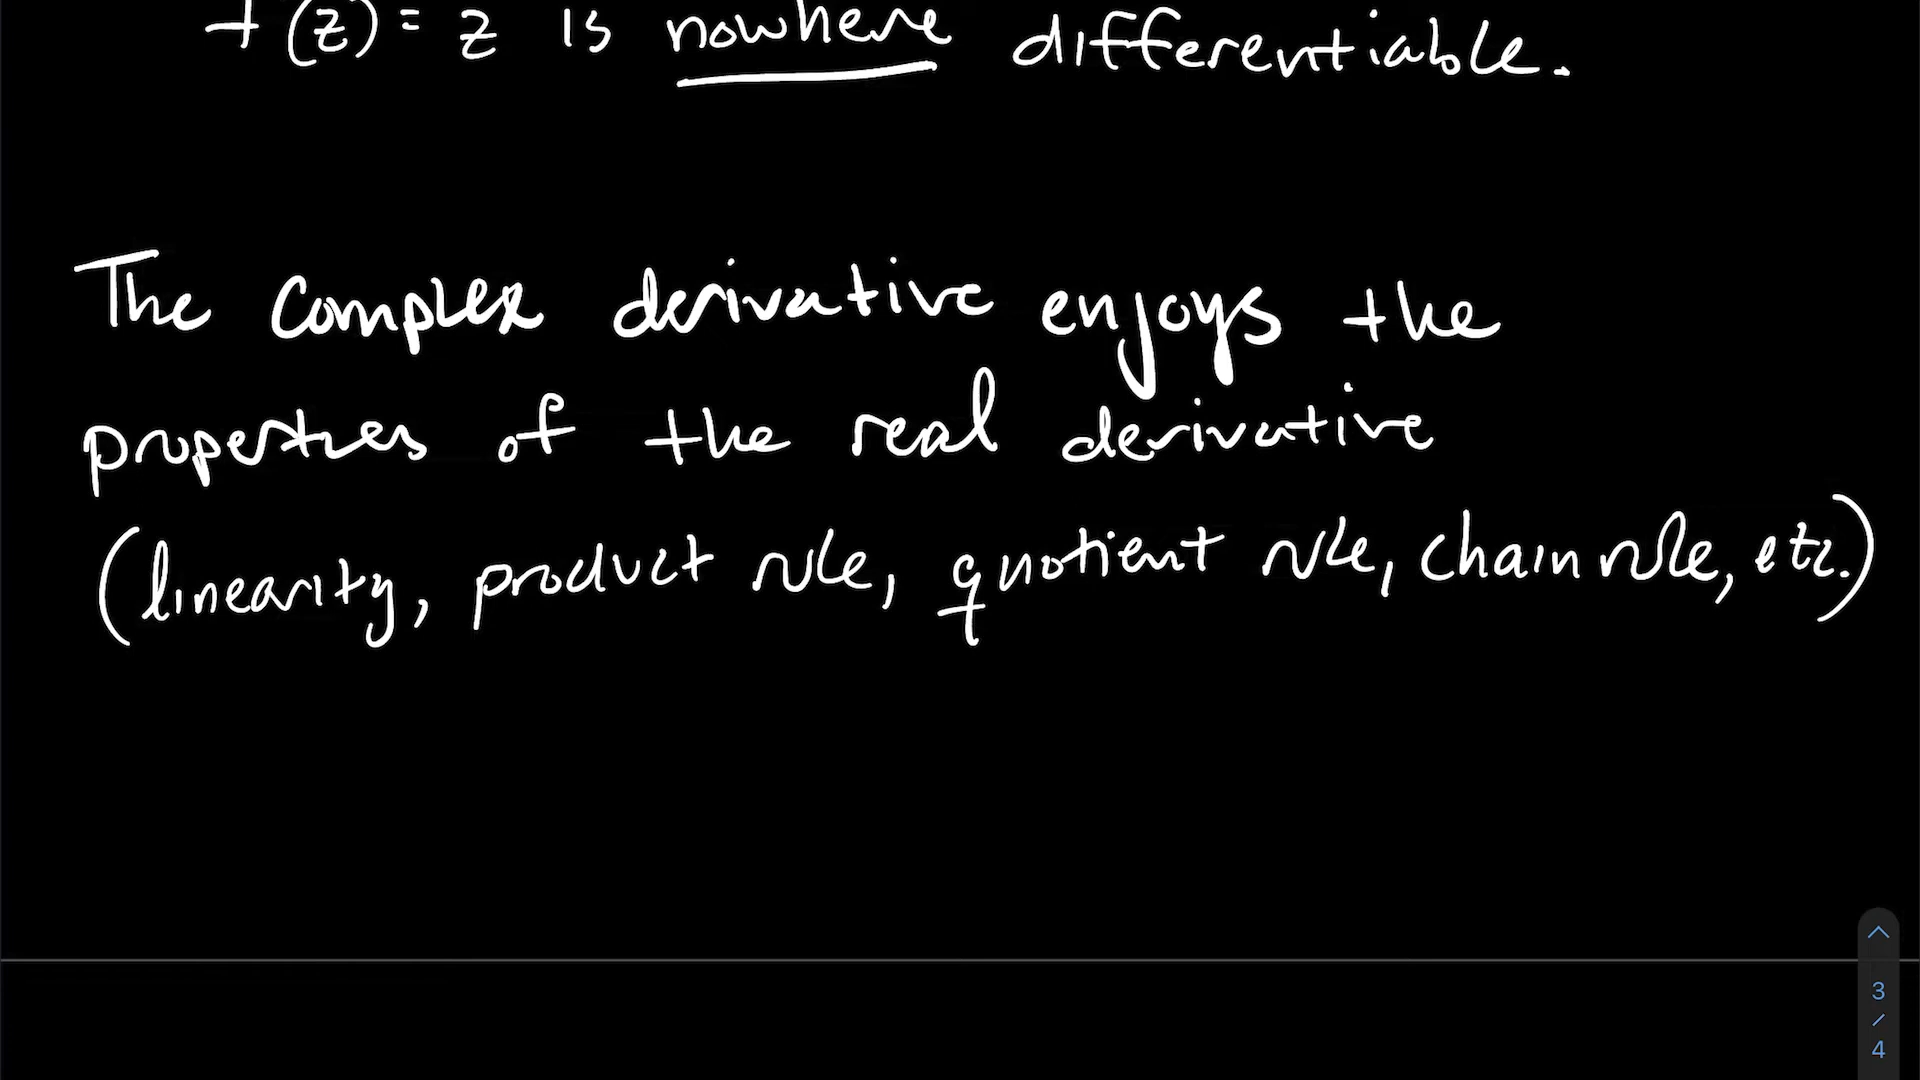 f(z) = z is nowhere differentiable.
The complex derivative enjoys the
properties of the real derivative
(linearity, product rule, quotient rule, chain rule, etc.)
3
/
4